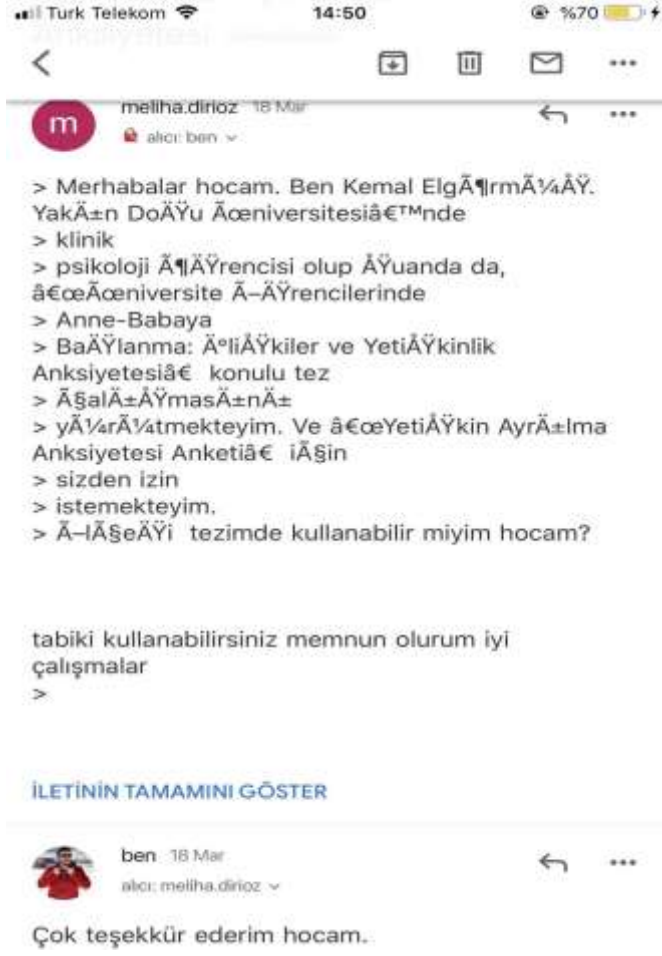 Turk Telekom 14:50 %70
m meliha.dirioz 18 Mar
alıcı: ben
> Merhabalar hocam. Ben Kemal ElgÃ¶rmÃ¼ÅŸ.
YakÄ±n DoÄŸu Ãœniversitesiâ€™nde
> klinik
> psikoloji Ã¶ÄŸrencisi olup ÅŸuanda da,
â€œÃœniversite Ã–ÄŸrencilerinde
> Anne-Babaya
> BaÄŸlanma: Ä°liÅŸkiler ve YetiÅŸkinlik
Anksiyetesiâ€ konulu tez
> Ã§alÄ±ÅŸmasÄ±nÄ±
> yÃ¼rÃ¼tmekteyim. Ve â€œYetiÅŸkin AyrÄ±lma
Anksiyetesi Anketiâ€ iÃ§in
> sizden izin
> istemekteyim.
> Ã–lÃ§eÄŸi tezimde kullanabilir miyim hocam?
tabiki kullanabilirsiniz memnun olurum iyi
çalışmalar
>
İLETİNİN TAMAMINI GÖSTER
ben 18 Mar
alıcı: meliha.dirioz
Çok teşekkür ederim hocam.